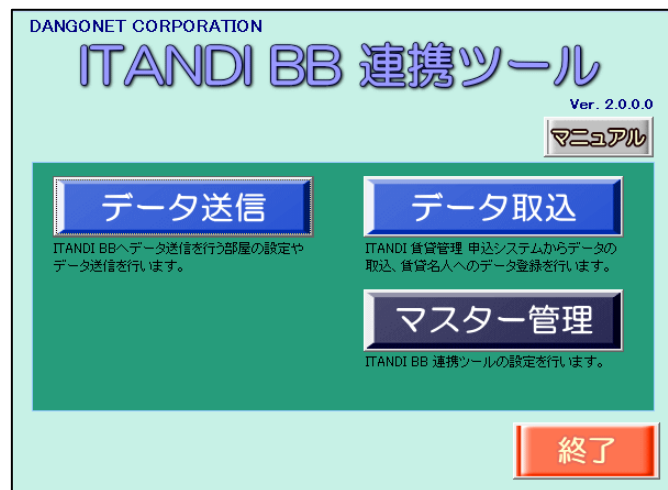 DANGONET CORPORATION
ITANDI BB 連携ツール
Ver. 2.0.0.0
マニュアル
データ送信
ITANDI BBへデータ送信を行う部屋の設定や
データ送信を行います。
データ取込
ITANDI 賃貸管理 申込システムからデータの
取込、賃貸名人へのデータ登録を行います。
マスター管理
ITANDI BB 連携ツールの設定を行います。
終了